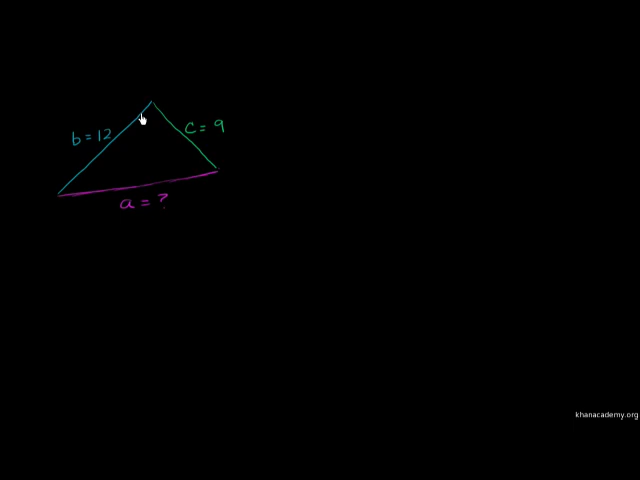 b = 12
c = 9
a = ?
khanacademy.org